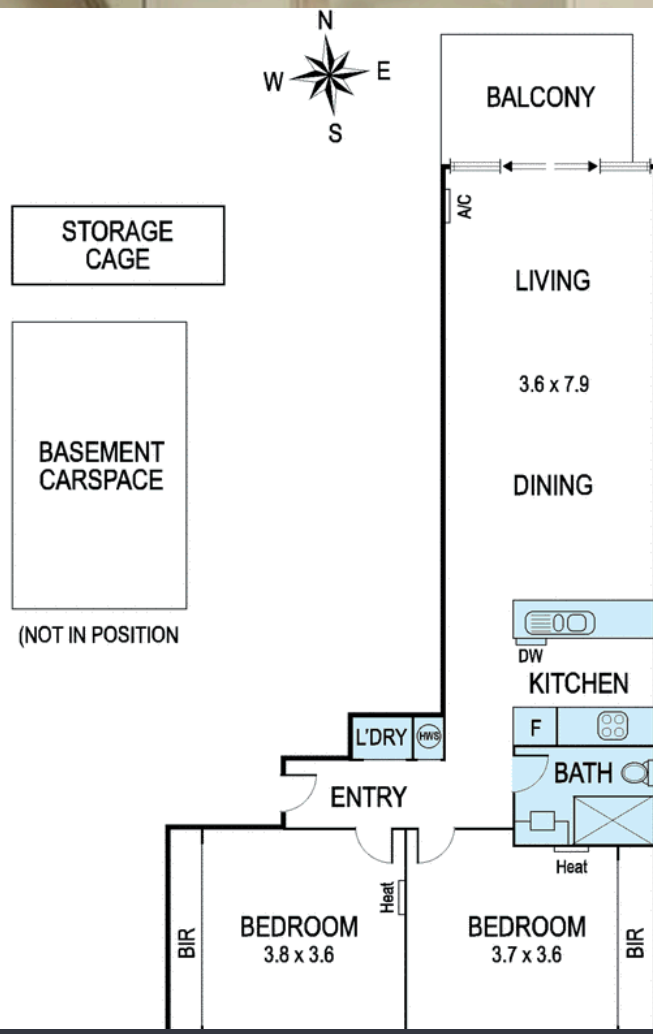 N
W
E
S
BALCONY
A/C
STORAGE
CAGE
LIVING
3.6 x 7.9
BASEMENT
CARSPACE
DINING
(NOT IN POSITION
DW
KITCHEN
F
L'DRY
HWS
BATH
ENTRY
Heat
Heat
BIR
BEDROOM
3.8 x 3.6
BEDROOM
3.7 x 3.6
BIR